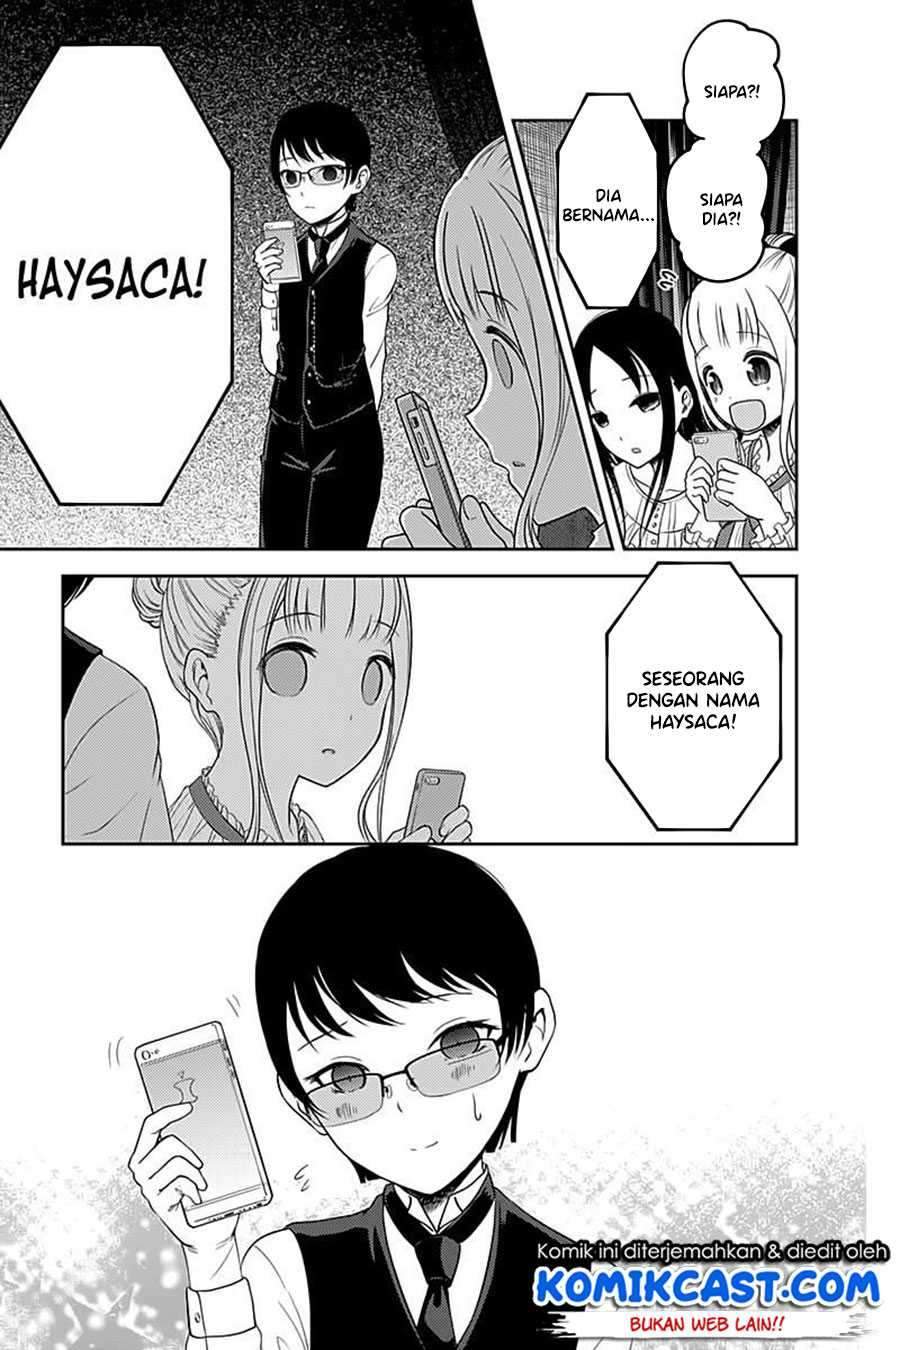 SIAPA?!
SIAPA
DIA?!
DIA
BERNAMA...
HAYSACA!
SESEORANG
DENGAN NAMA
HAYSACA!
Komik ini diterjemahkan & diedit oleh
KOMIKCAST.COM
BUKAN WEB LAIN!!